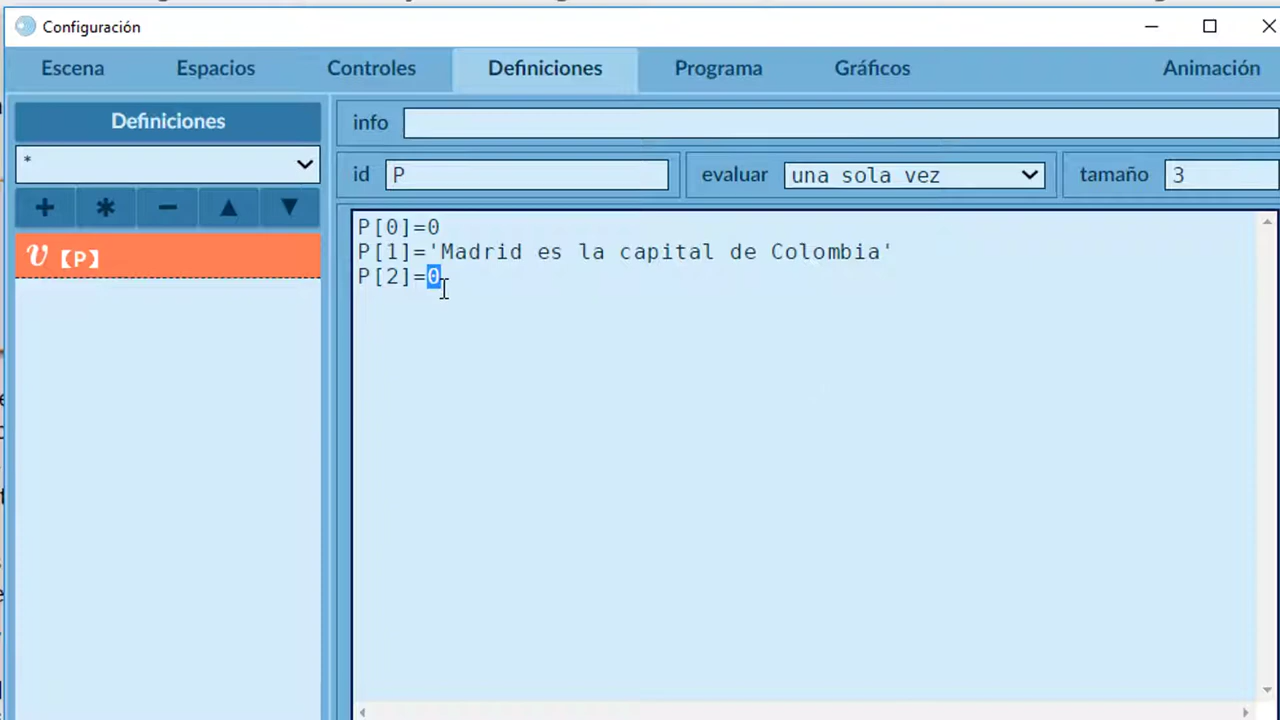 Configuración
Escena Espacios Controles Definiciones Programa Gráficos Animación
Definiciones
*
info
id P evaluar una sola vez tamaño 3
v 【P】
P[0]=0
P[1]='Madrid es la capital de Colombia'
P[2]=0